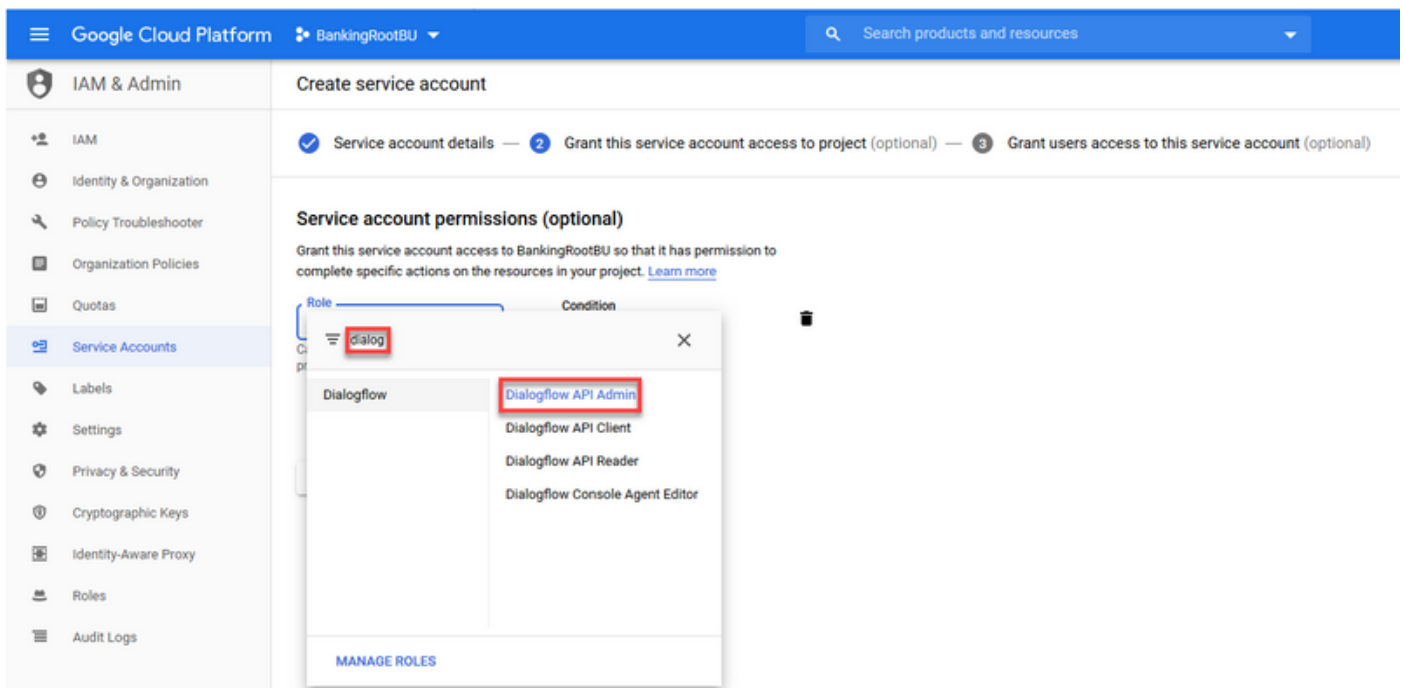 Google Cloud Platform BankingRootBU Search products and resources
IAM & Admin
Create service account
IAM
Identity & Organization
Policy Troubleshooter
Organization Policies
Quotas
Service Accounts
Labels
Settings
Privacy & Security
Cryptographic Keys
Identity-Aware Proxy
Roles
Audit Logs
Service account details — 2 Grant this service account access to project (optional) — 3 Grant users access to this service account (optional)
Service account permissions (optional)
Grant this service account access to BankingRootBU so that it has permission to
complete specific actions on the resources in your project. Learn more
Role Condition
dialog
Dialogflow
Dialogflow API Admin
Dialogflow API Client
Dialogflow API Reader
Dialogflow Console Agent Editor
MANAGE ROLES